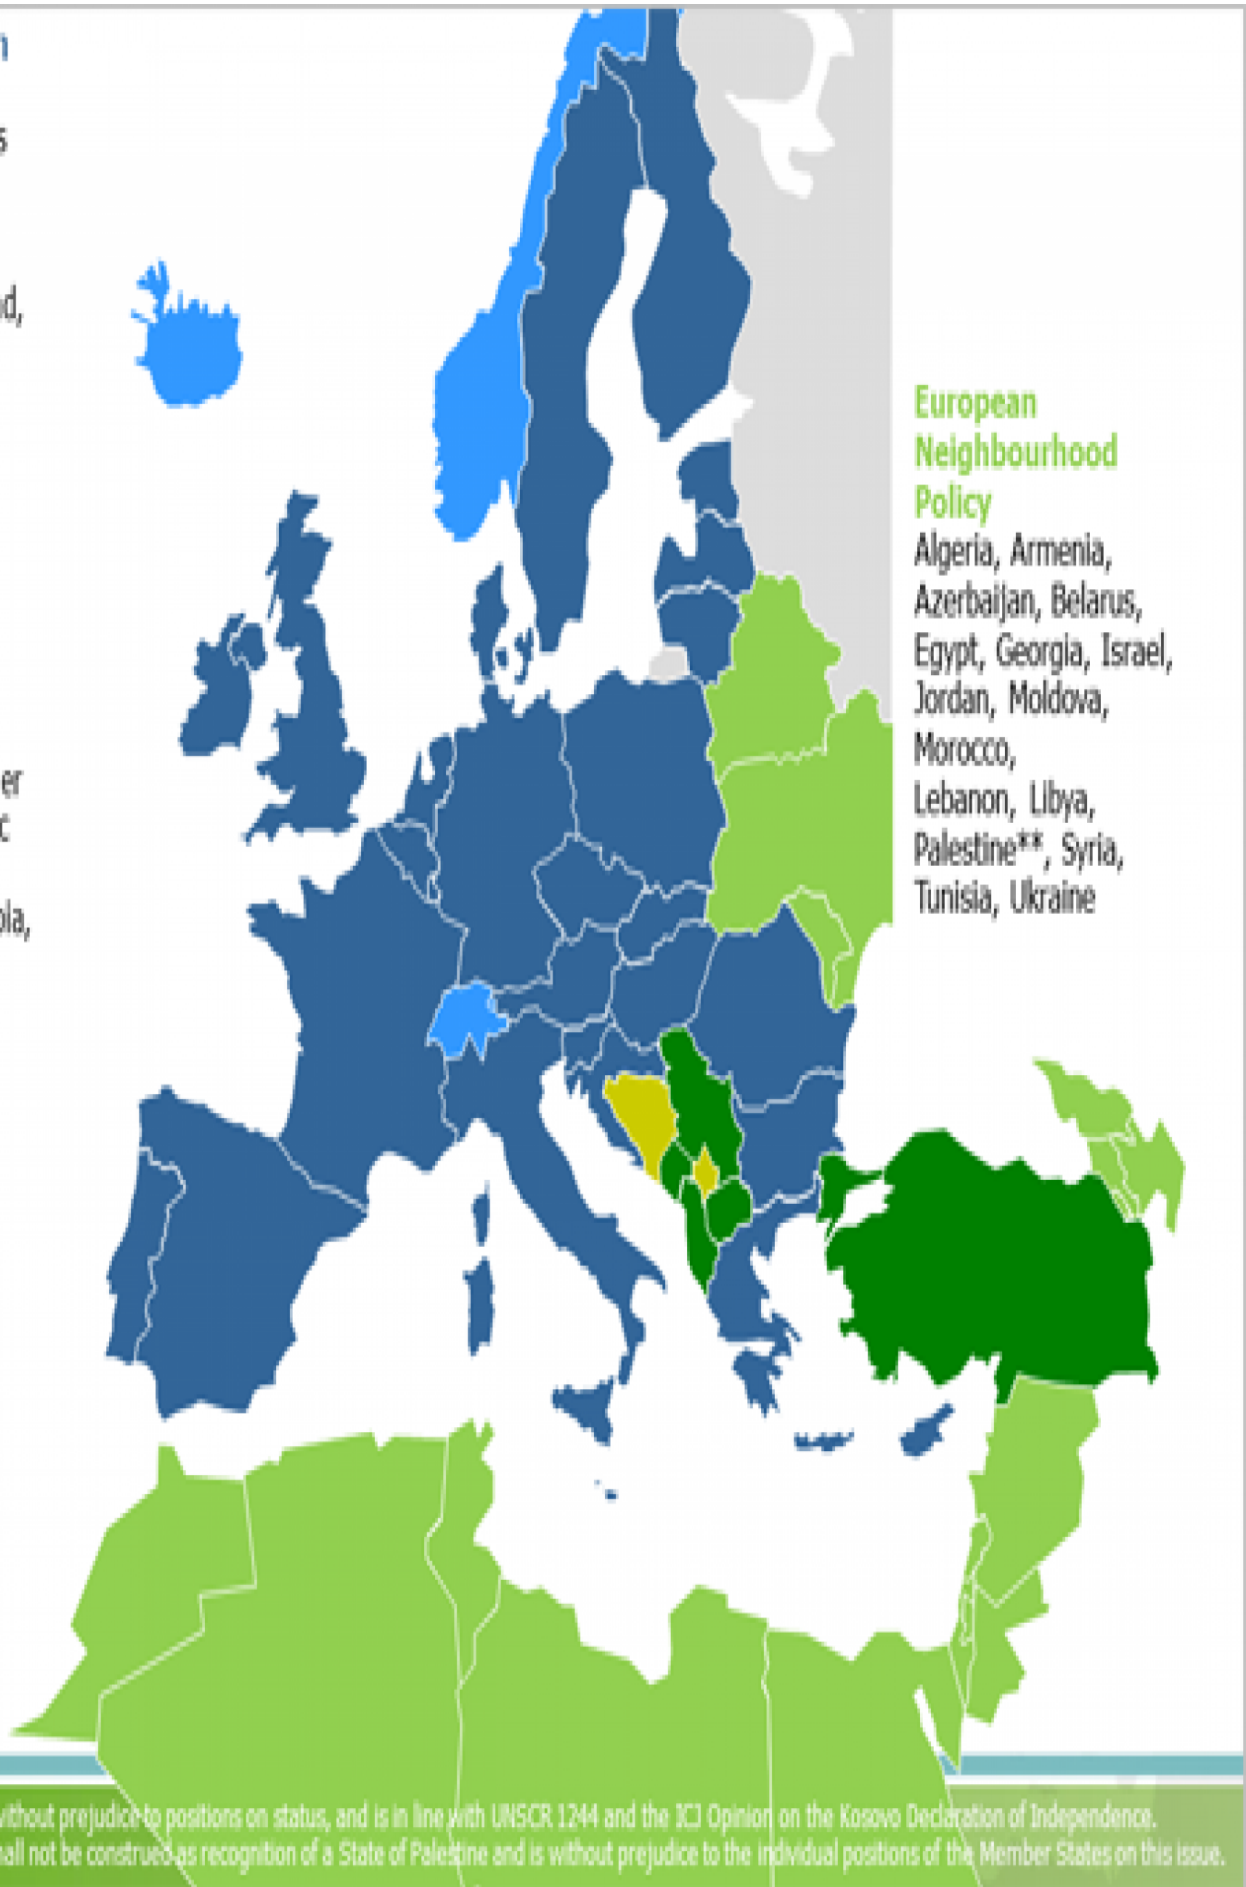 s
d,
er
c
ola,
European
Neighbourhood
Policy
Algeria, Armenia,
Azerbaijan, Belarus,
Egypt, Georgia, Israel,
Jordan, Moldova,
Morocco,
Lebanon, Libya,
Palestine**, Syria,
Tunisia, Ukraine
without prejudice to positions on status, and is in line with UNSCR 1244 and the ICJ Opinion on the Kosovo Declaration of Independence.
hall not be construed as recognition of a State of Palestine and is without prejudice to the individual positions of the Member States on this issue.